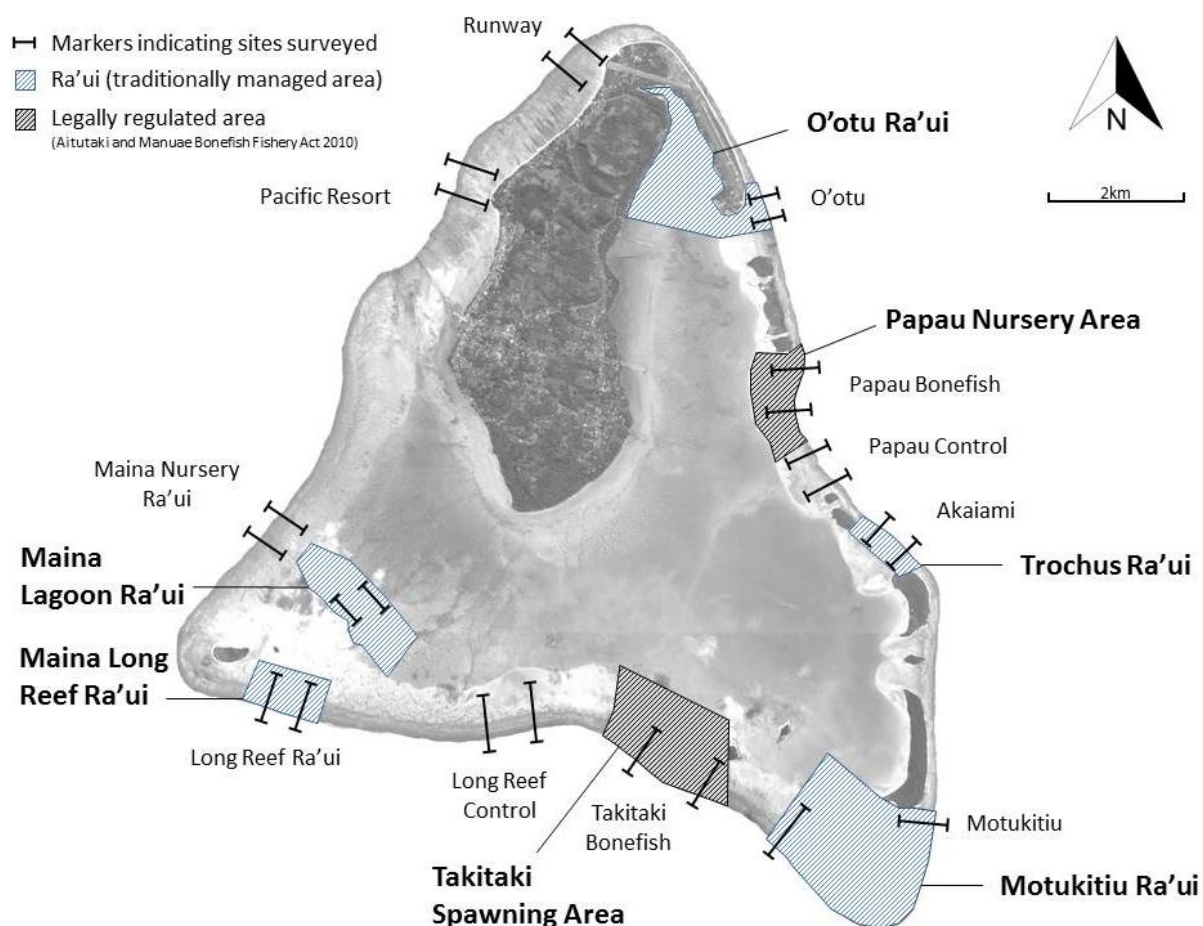 Markers indicating sites surveyed
Ra'ui (traditionally managed area)
Legally regulated area
(Aitutaki and Manuae Bonefish Fishery Act 2010)
Runway
N
2km
O'otu Ra'ui
O'otu
Pacific Resort
Papau Nursery Area
Papau Bonefish
Papau Control
Akaiami
Trochus Ra'ui
Maina Nursery
Ra'ui
Maina
Lagoon Ra'ui
Maina Long
Reef Ra'ui
Long Reef Ra'ui
Long Reef
Control
Takitaki
Bonefish
Takitaki
Spawning Area
Motukitiu
Motukitiu Ra'ui